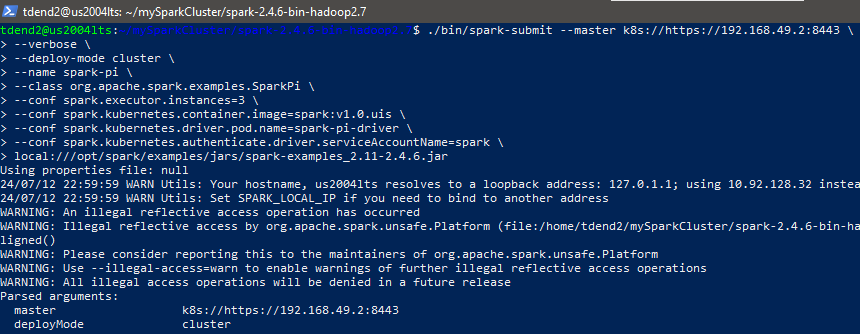 tdend2@us2004lts: ~/mySparkCluster/spark-2.4.6-bin-hadoop2.7
tdend2@us2004lts:~/mySparkCluster/spark-2.4.6-bin-hadoop2.7$ ./bin/spark-submit --master k8s://https://192.168.49.2:8443 \
> --verbose \
> --deploy-mode cluster \
> --name spark-pi \
> --class org.apache.spark.examples.SparkPi \
> --conf spark.executor.instances=3 \
> --conf spark.kubernetes.container.image=spark:v1.0.uis \
> --conf spark.kubernetes.driver.pod.name=spark-pi-driver \
> --conf spark.kubernetes.authenticate.driver.serviceAccountName=spark \
> local:///opt/spark/examples/jars/spark-examples_2.11-2.4.6.jar
Using properties file: null
24/07/12 22:59:59 WARN Utils: Your hostname, us2004lts resolves to a loopback address: 127.0.1.1; using 10.92.128.32 instea
24/07/12 22:59:59 WARN Utils: Set SPARK_LOCAL_IP if you need to bind to another address
WARNING: An illegal reflective access operation has occurred
WARNING: Illegal reflective access by org.apache.spark.unsafe.Platform (file:/home/tdend2/mySparkCluster/spark-2.4.6-bin-ha
ligned()
WARNING: Please consider reporting this to the maintainers of org.apache.spark.unsafe.Platform
WARNING: Use --illegal-access=warn to enable warnings of further illegal reflective access operations
WARNING: All illegal access operations will be denied in a future release
Parsed arguments:
master k8s://https://192.168.49.2:8443
deployMode cluster